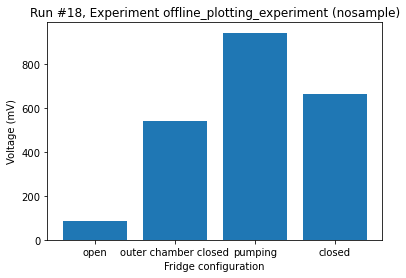 Run #18, Experiment offline_plotting_experiment (nosample)
Voltage (mV)
800
600
400
200
0
open
outer chamber closed
pumping
closed
Fridge configuration